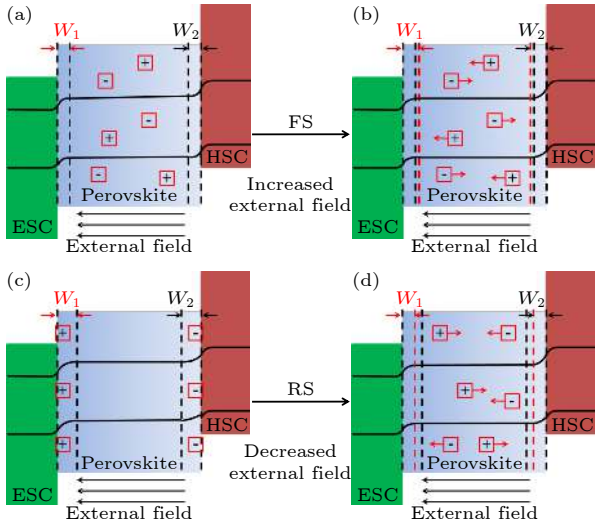 (a)
W1
W2
+
-
-
+
-
+
HSC
Perovskite
ESC
External field
FS
Increased
external field
(b)
W1
W2
+
-
-
+
-
+
HSC
Perovskite
ESC
External field
(c)
W1
W2
+
-
+
-
+
-
HSC
Perovskite
ESC
External field
RS
Decreased
external field
(d)
W1
W2
+
-
+
-
-
+
HSC
Perovskite
ESC
External field